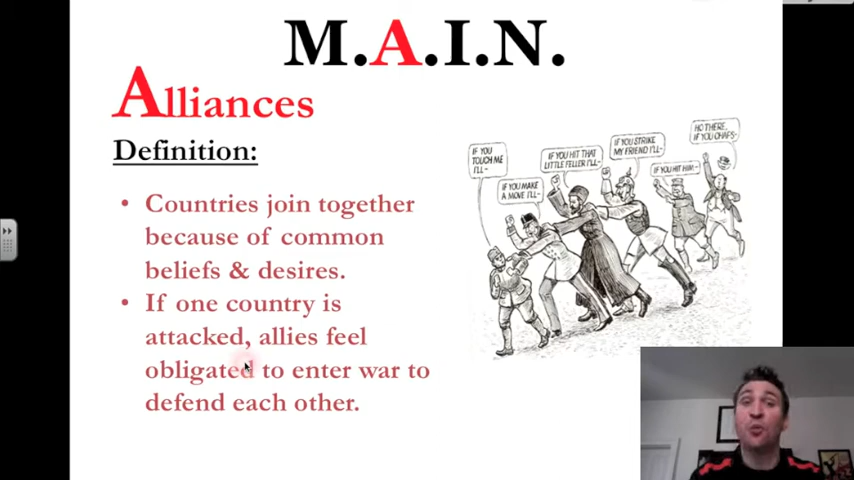 M.A.I.N.
Alliances
Definition:
• Countries join together
because of common
beliefs & desires.
• If one country is
attacked, allies feel
obligated to enter war to
defend each other.
IF YOU
TOUCH ME
I'LL-
IF YOU MAKE
A MOVE I'LL-
IF YOU HIT THAT
LITTLE FELLER I'LL-
IF YOU STRIKE
MY FRIEND I'LL-
IF YOU HIT HIM-
HO THERE,
IF YOU CHAPS-